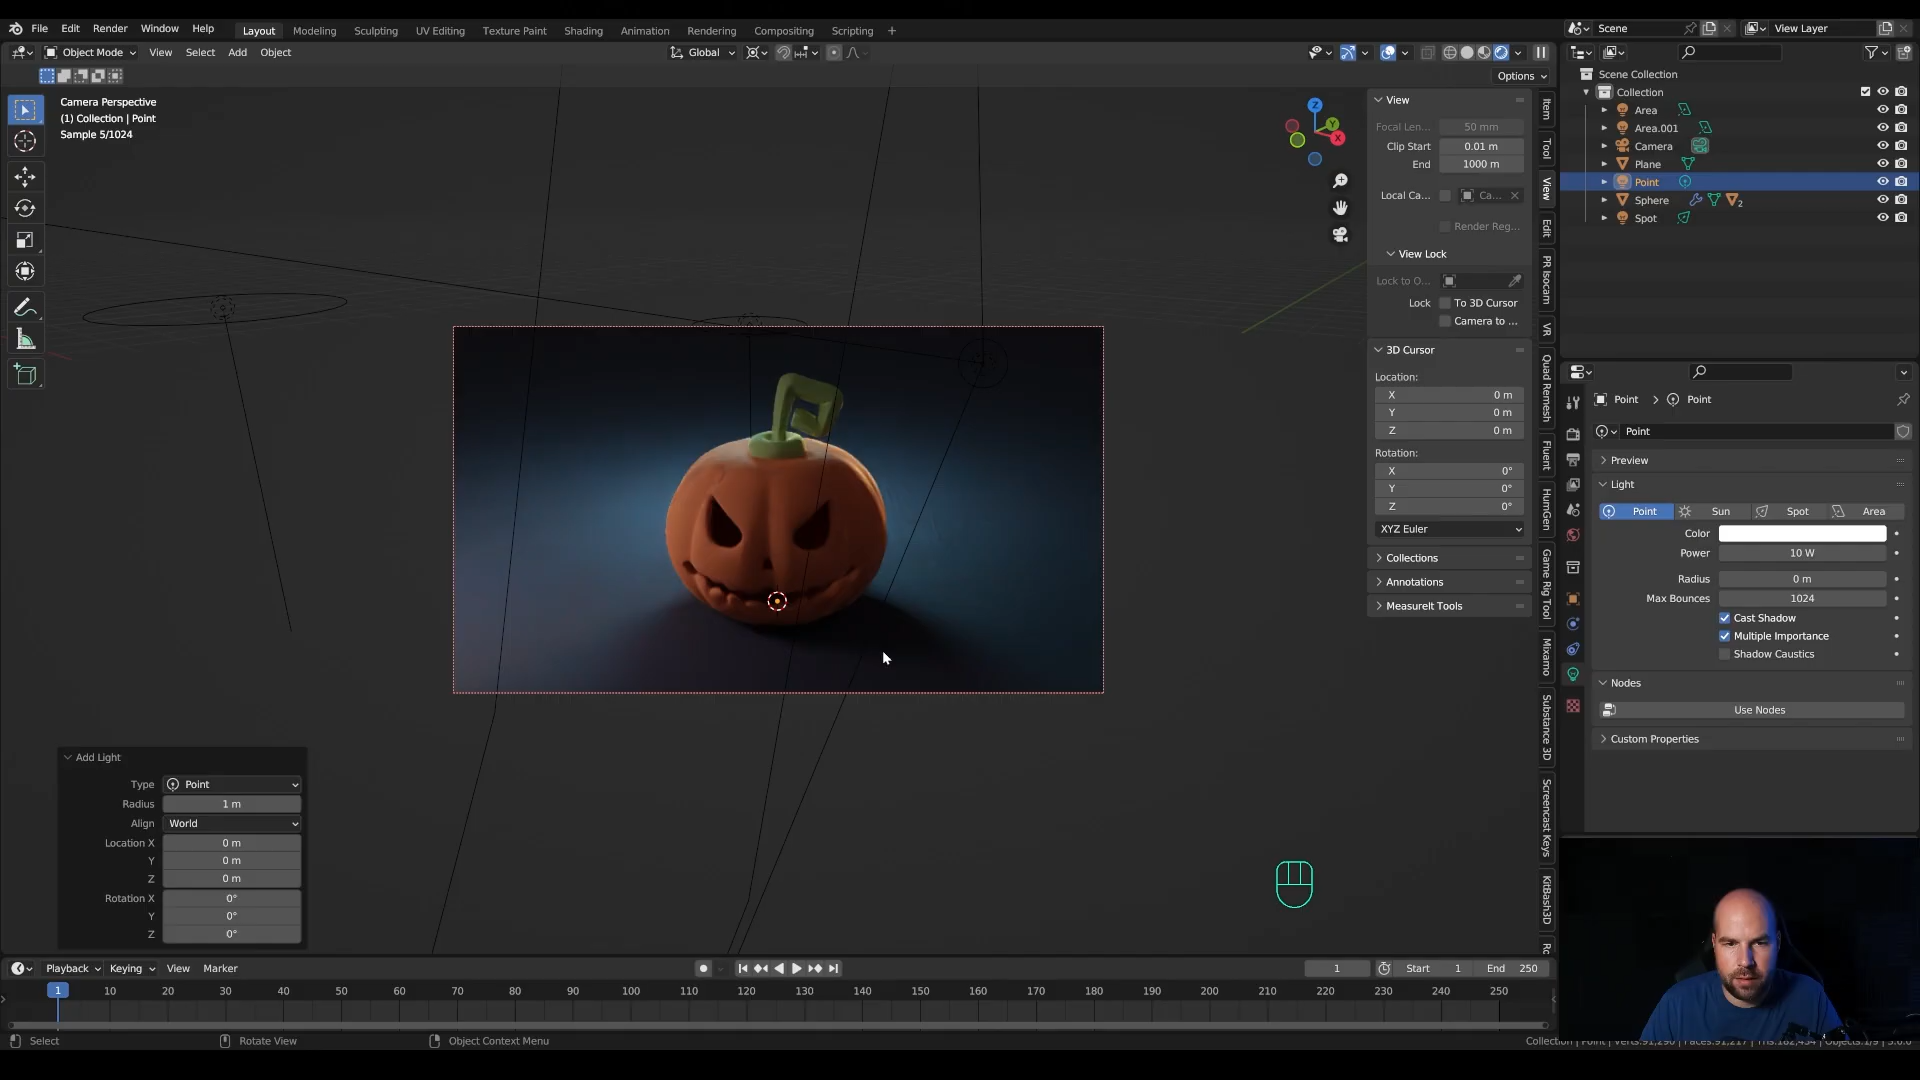 File Edit Render Window Help Layout Modeling Sculpting UV Editing Texture Paint Shading Animation Rendering Compositing Scripting + Scene View Layer
Object Mode View Select Add Object Global
Options
Camera Perspective
(1) Collection | Point
Sample 5/1024
X
Y
Z
View
Focal Len... 50 mm
Clip Start 0.01 m
End 1000 m
Local Ca... Ca...
Render Reg...
View Lock
Lock to O...
Lock To 3D Cursor
Camera to ...
3D Cursor
Location:
X 0 m
Y 0 m
Z 0 m
Rotation:
X 0°
Y 0°
Z 0°
XYZ Euler
Collections
Annotations
MeasureIt Tools
Item
Tool
View
Edit
PR Isocam
VR
Quad Remesh
Fluent
HumGen
Game Rig Tool
Mixamo
Substance 3D
Screencast Keys
KitBash3D
Scene Collection
Collection
Area
Area.001
Camera
Plane
Point
Sphere 2
Spot
Point > Point
Point
Preview
Light
Point Sun Spot Area
Color
Power 10 W
Radius 0 m
Max Bounces 1024
Cast Shadow
Multiple Importance
Shadow Caustics
Nodes
Use Nodes
Custom Properties
Add Light
Type Point
Radius 1 m
Align World
Location X 0 m
Y 0 m
Z 0 m
Rotation X 0°
Y 0°
Z 0°
Playback Keying View Marker 1 Start 1 End 250
1 10 20 30 40 50 60 70 80 90 100 110 120 130 140 150 160 170 180 190 200 210 220 230 240 250
Select Rotate View Object Context Menu